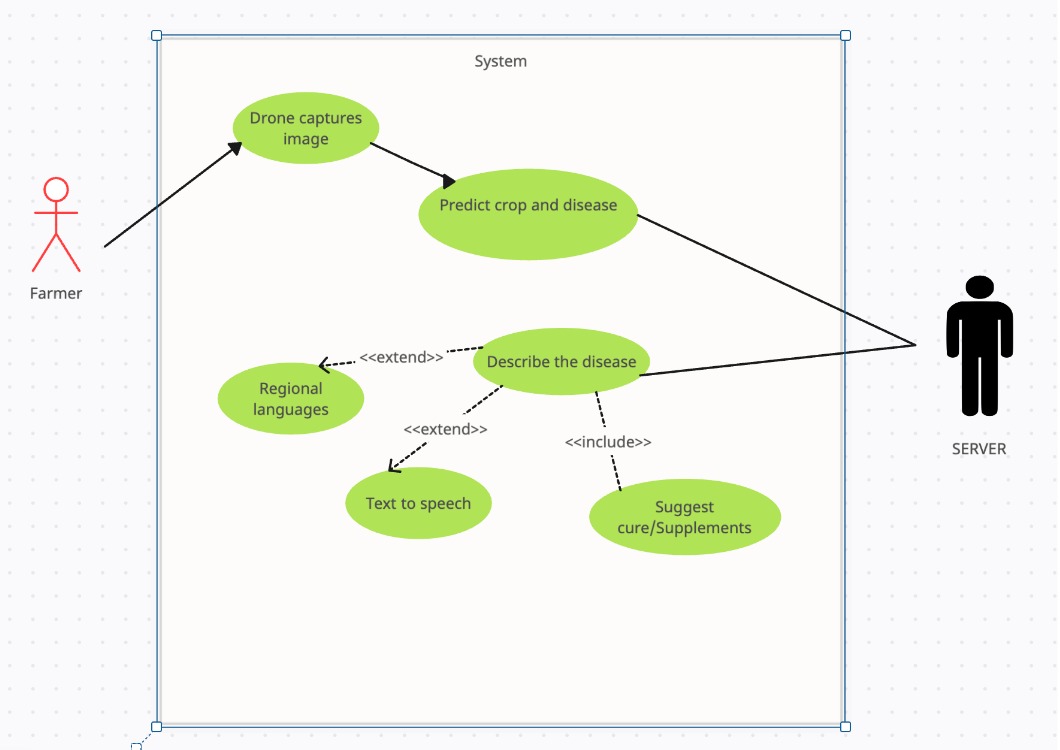 System
Drone captures
image
Predict crop and disease
Farmer
<<extend>>
Describe the disease
Regional
languages
<<extend>>
<<include>>
SERVER
Text to speech
Suggest
cure/Supplements